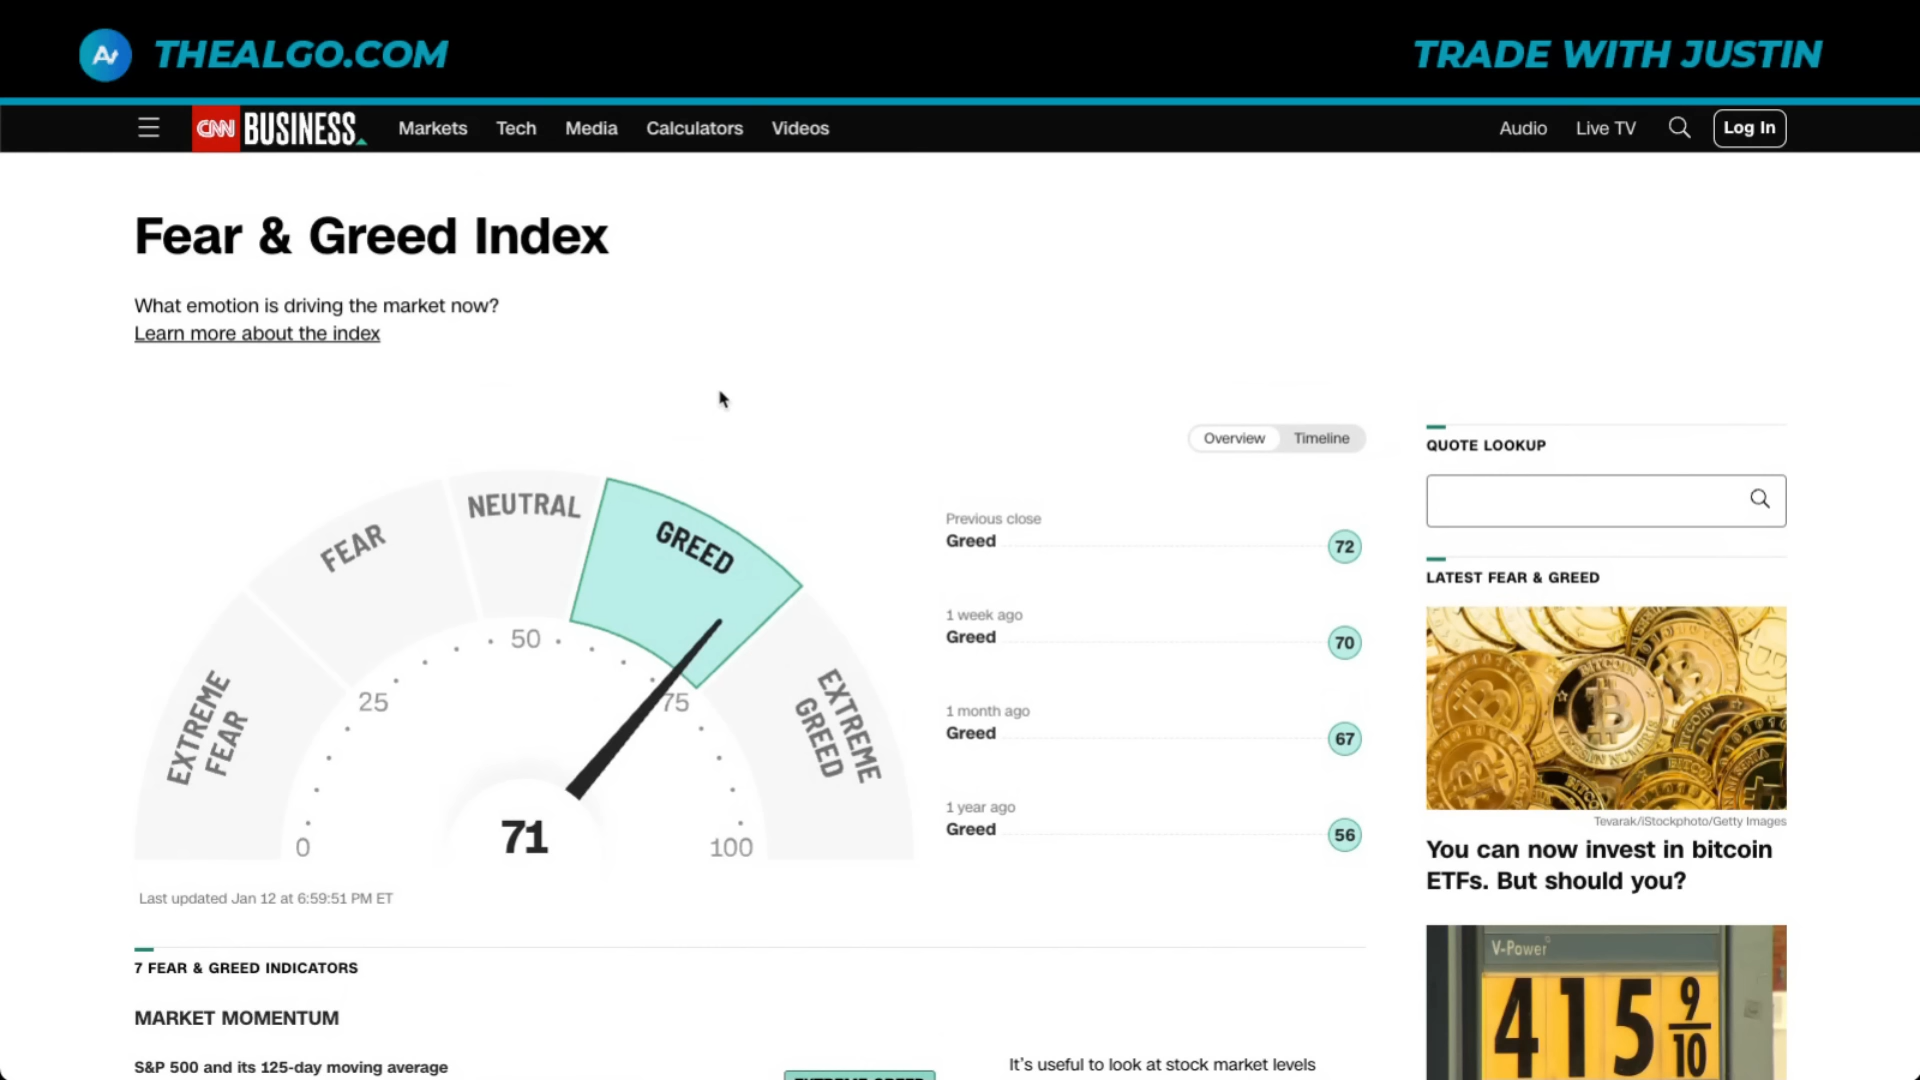 THEALGO.COM
TRADE WITH JUSTIN
CNN BUSINESS
Markets Tech Media Calculators Videos
Audio Live TV Log In
Fear & Greed Index
What emotion is driving the market now?
Learn more about the index
Overview Timeline
EXTREME FEAR
FEAR
NEUTRAL
GREED
EXTREME GREED
0
25
50
75
100
71
Last updated Jan 12 at 6:59:51 PM ET
Previous close
Greed 72
1 week ago
Greed 70
1 month ago
Greed 67
1 year ago
Greed 56
QUOTE LOOKUP
LATEST FEAR & GREED
BITCOIN
Tevarak/iStockphoto/Getty Images
You can now invest in bitcoin
ETFs. But should you?
V-Power
415 9/10
7 FEAR & GREED INDICATORS
MARKET MOMENTUM
S&P 500 and its 125-day moving average
EXTREME GREED
It's useful to look at stock market levels